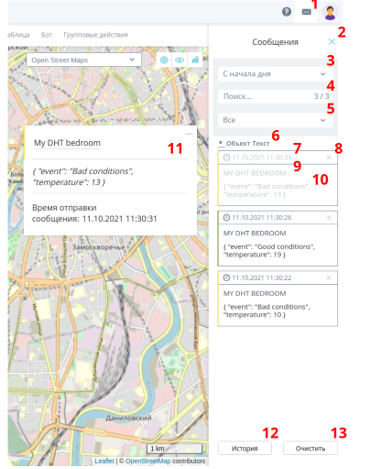 1
аблица Бот Групповые действия
Сообщения
2
Open Street Maps
3
С начала дня
4
Поиск... 3 / 3
5
Все
6
* Объект Текст
7
8
11.10.2021 11:30:31
9
MY DHT BEDROOM
10
{ "event": "Bad conditions",
"temperature": 13 }
My DHT bedroom
11
{ "event": "Bad conditions",
"temperature": 13 }
Время отправки
сообщения: 11.10.2021 11:30:31
11.10.2021 11:30:26
MY DHT BEDROOM
{ "event": "Good conditions",
"temperature": 19 }
Замоскворечье
11.10.2021 11:30:22
MY DHT BEDROOM
{ "event": "Bad conditions",
"temperature": 10 }
Даниловский
12
13
1 km
История
Очистить
Leaflet | © OpenStreetMap contributors